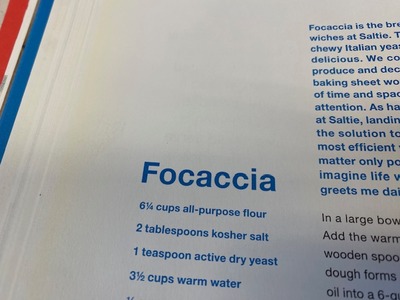 Focaccia is the bre
wiches at Saltie. T
chewy Italian yeas
delicious. We co
produce and dec
baking sheet wo
of time and spac
attention. As ha
at Saltie, landin
the solution to
most efficient
matter only po
imagine life w
greets me dai
Focaccia
6¼ cups all-purpose flour
2 tablespoons kosher salt
1 teaspoon active dry yeast
3½ cups warm water
In a large bow
Add the warm
wooden spoo
dough forms
oil into a 6-q